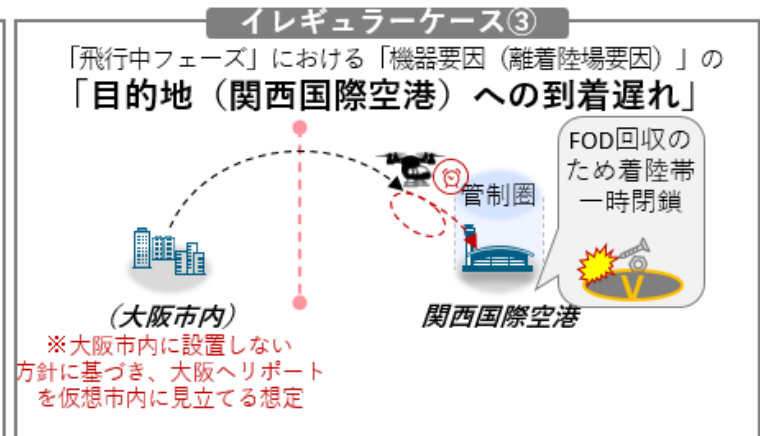 イレギュラーケース③
「飛行中フェーズ」における「機器要因（離着陸場要因）」の
「目的地（関西国際空港）への到着遅れ」
FOD回収の
ため着陸帯
一時閉鎖
管制圏
V
（大阪市内）
関西国際空港
※大阪市内に設置しない
方針に基づき、大阪ヘリポート
を仮想市内に見立てる想定